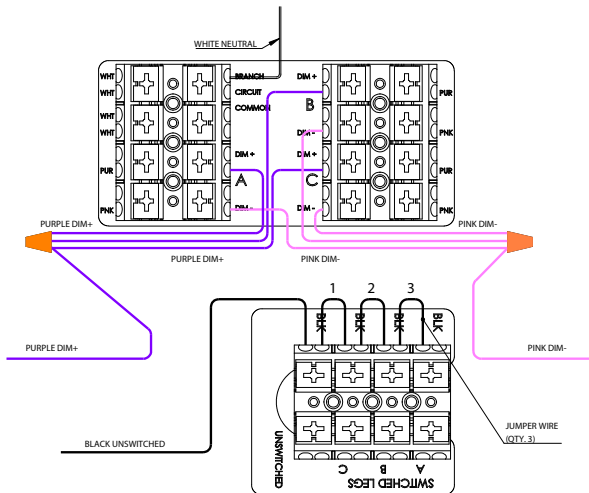 WHITE NEUTRAL
WHT
BRANCH
DIM +
WHT
CIRCUIT
PUR
B
COMMON
WHT
DIM -
PNK
WHT
DIM +
DIM +
PUR
A
C
PUR
PNK
DIM -
DIM -
PNK
PURPLE DIM+
PINK DIM-
PURPLE DIM+
PINK DIM-
1
2
3
BLK
BLK
BLK
BLK
PURPLE DIM+
PINK DIM-
JUMPER WIRE
(QTY. 3)
BLACK UNSWITCHED
UNSWITCHED
C
B
A
SWITCHED LEGS